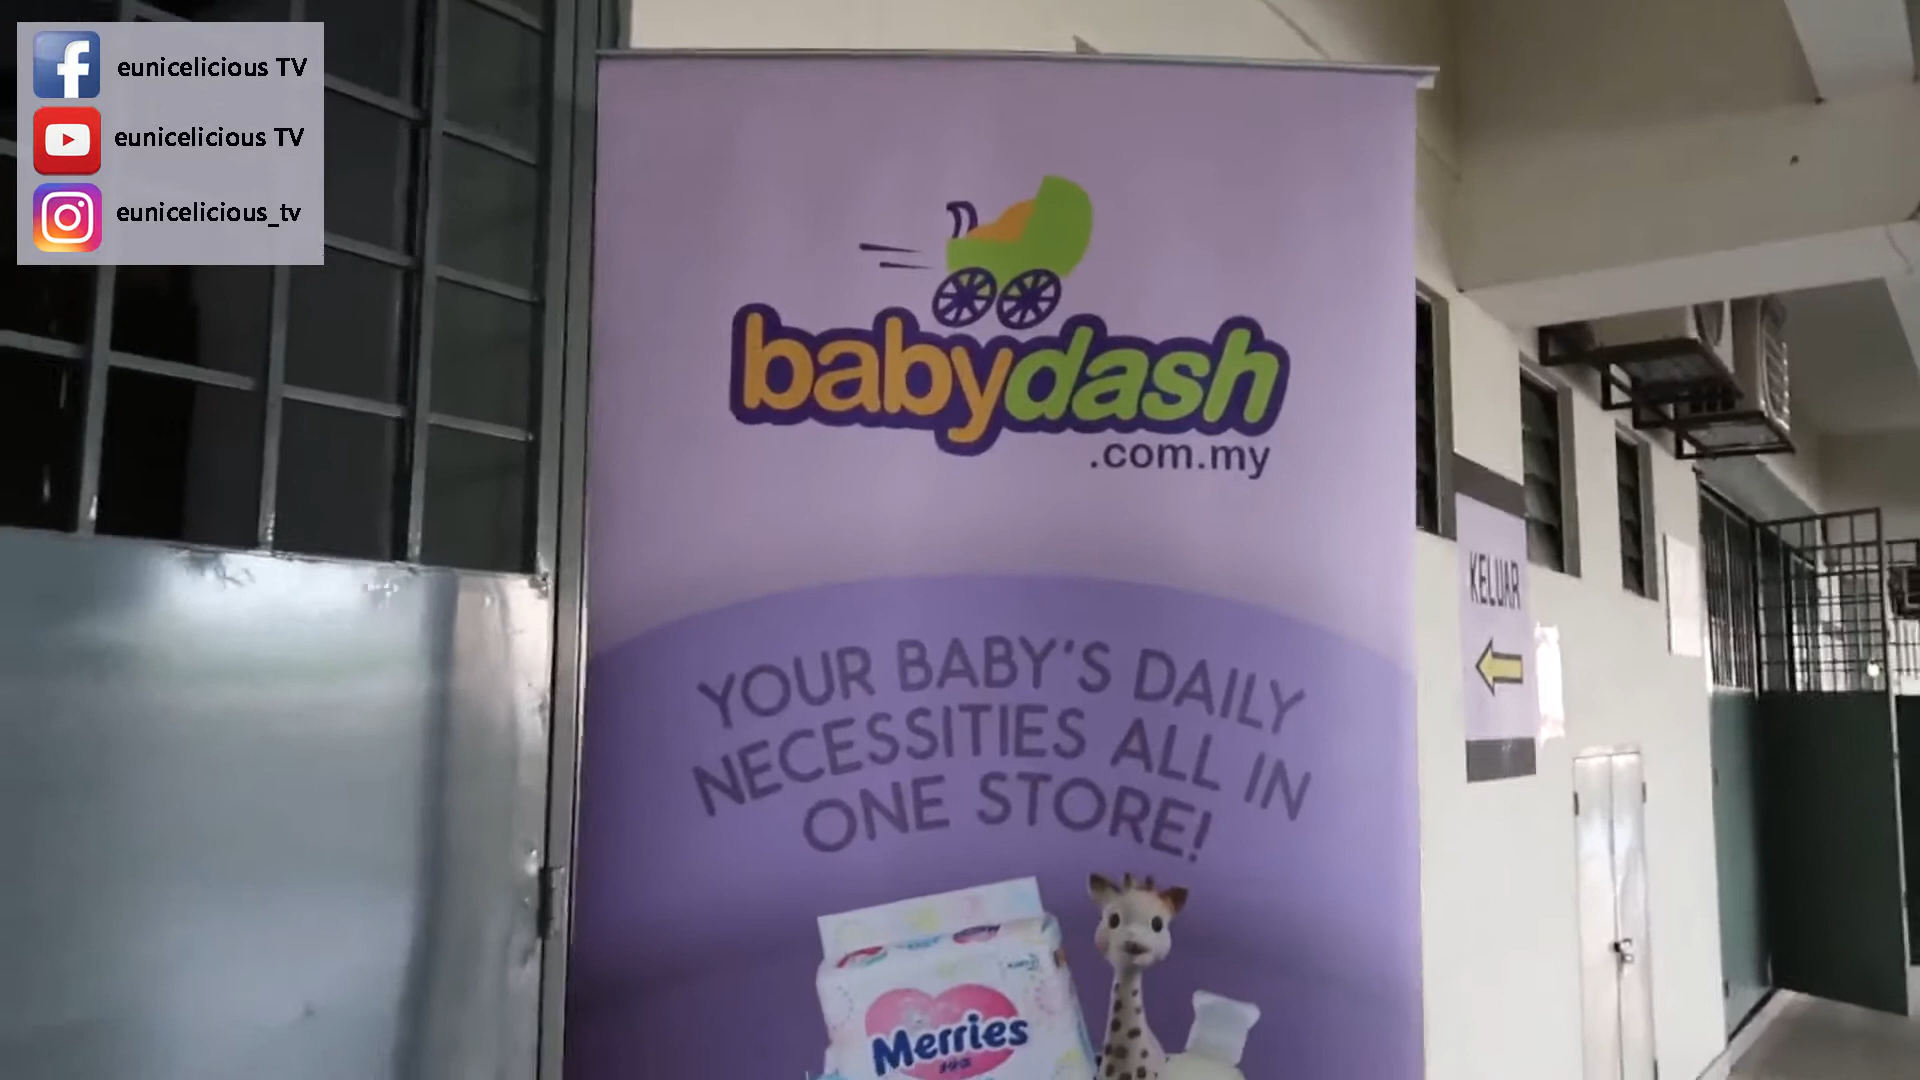 eunicelicious TV
eunicelicious TV
eunicelicious_tv
babydash
.com.my
YOUR BABY'S DAILY
NECESSITIES ALL IN
ONE STORE!
Merries
KELUAR